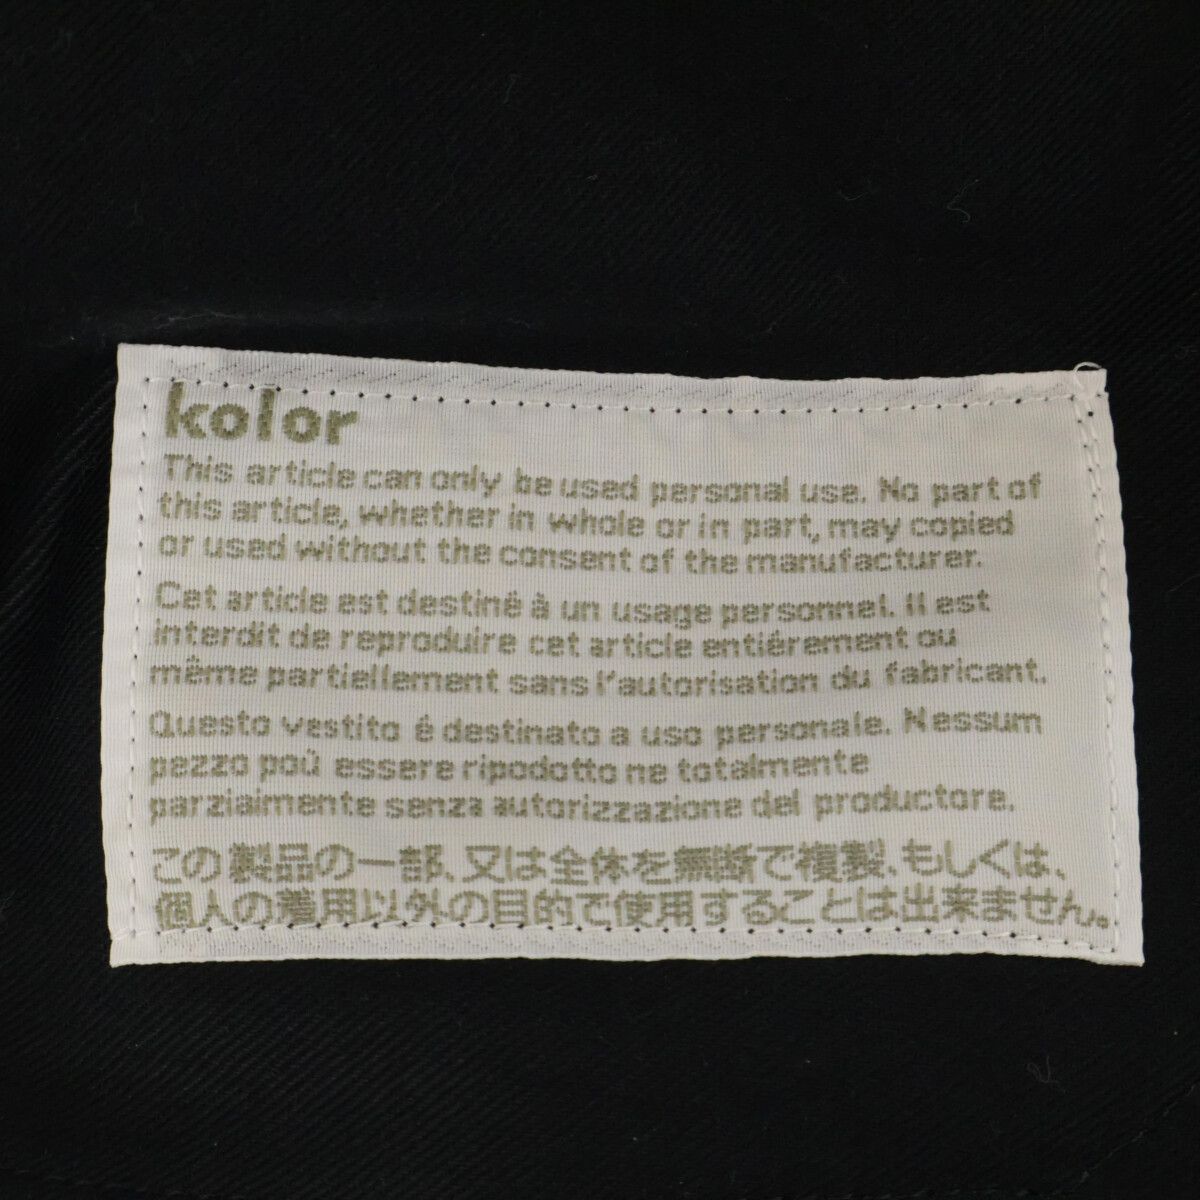 kolor
This article can only be used personal use. No part of
this article, whether in whole or in part, may copied
or used without the consent of the manufacturer.
Cet article est destiné à un usage personnel. Il est
interdit de reproduire cet article entiérement ou
même partiellement sans l'autorisation du fabricant.
Questo vestito é destinato a uso personale. Nessum
pezzo poù essere ripodotto ne totalmente
parzialmente senza autorizzazione del productore.
この製品の一部、又は全体を無断で複製、もしくは、
個人の着用以外の目的で使用することは出来ません。